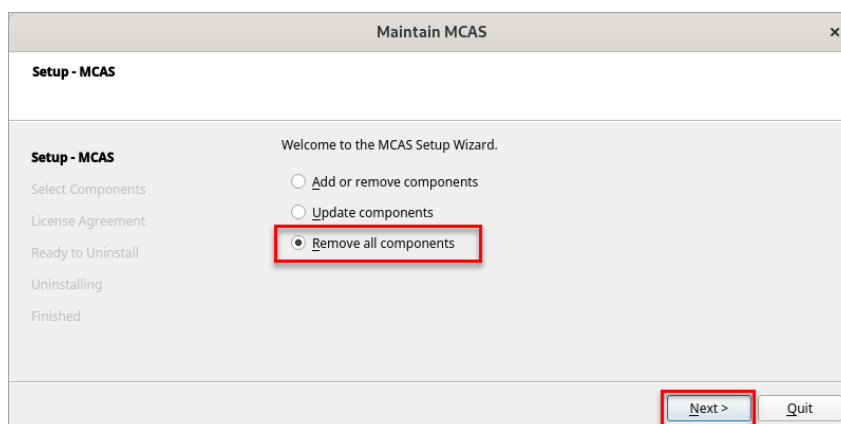 Maintain MCAS
Setup - MCAS
Setup - MCAS
Select Components
License Agreement
Ready to Uninstall
Uninstalling
Finished
Welcome to the MCAS Setup Wizard.
Add or remove components
Update components
Remove all components
Next >
Quit